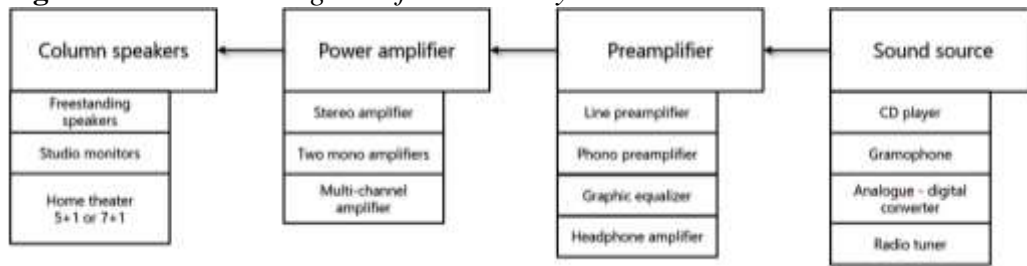 Column speakers
Freestanding
speakers
Studio monitors
Home theater
5+1 or 7+1
Power amplifier
Stereo amplifier
Two mono amplifiers
Multi-channel
amplifier
Preamplifier
Line preamplifier
Phono preamplifier
Graphic equalizer
Headphone amplifier
Sound source
CD player
Gramophone
Analogue - digital
converter
Radio tuner